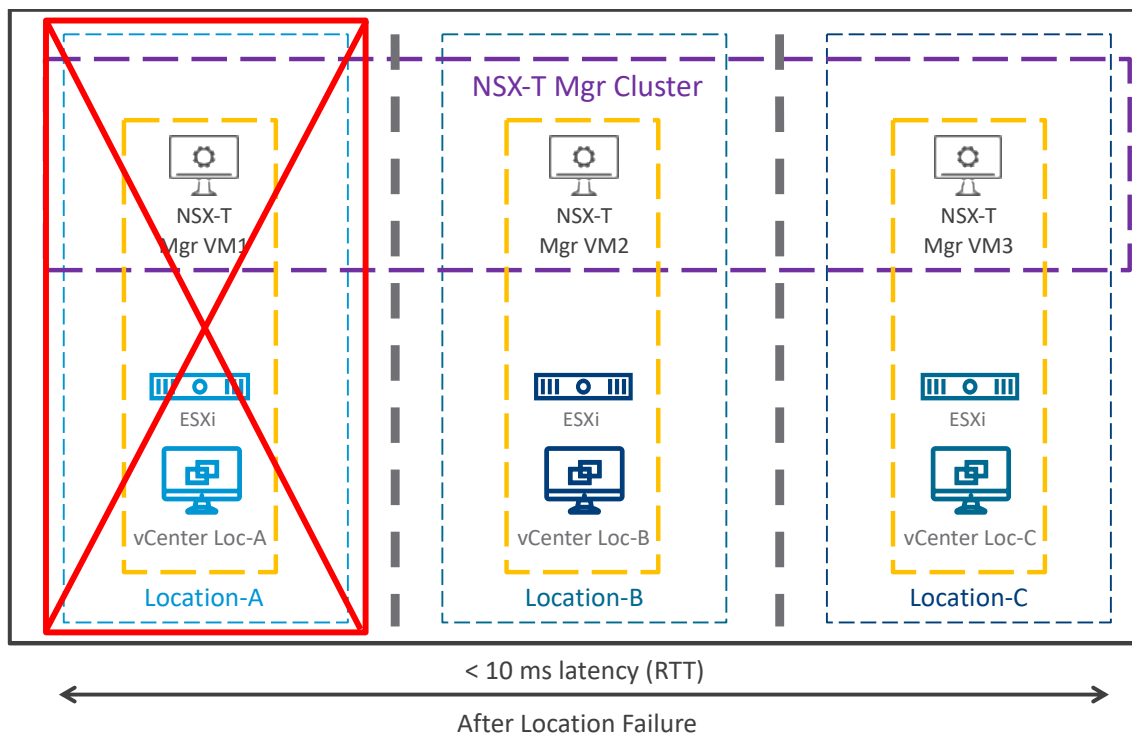 NSX-T Mgr Cluster
NSX-T
Mgr VM1
NSX-T
Mgr VM2
NSX-T
Mgr VM3
ESXi
ESXi
ESXi
vCenter Loc-A
vCenter Loc-B
vCenter Loc-C
Location-A
Location-B
Location-C
< 10 ms latency (RTT)
After Location Failure